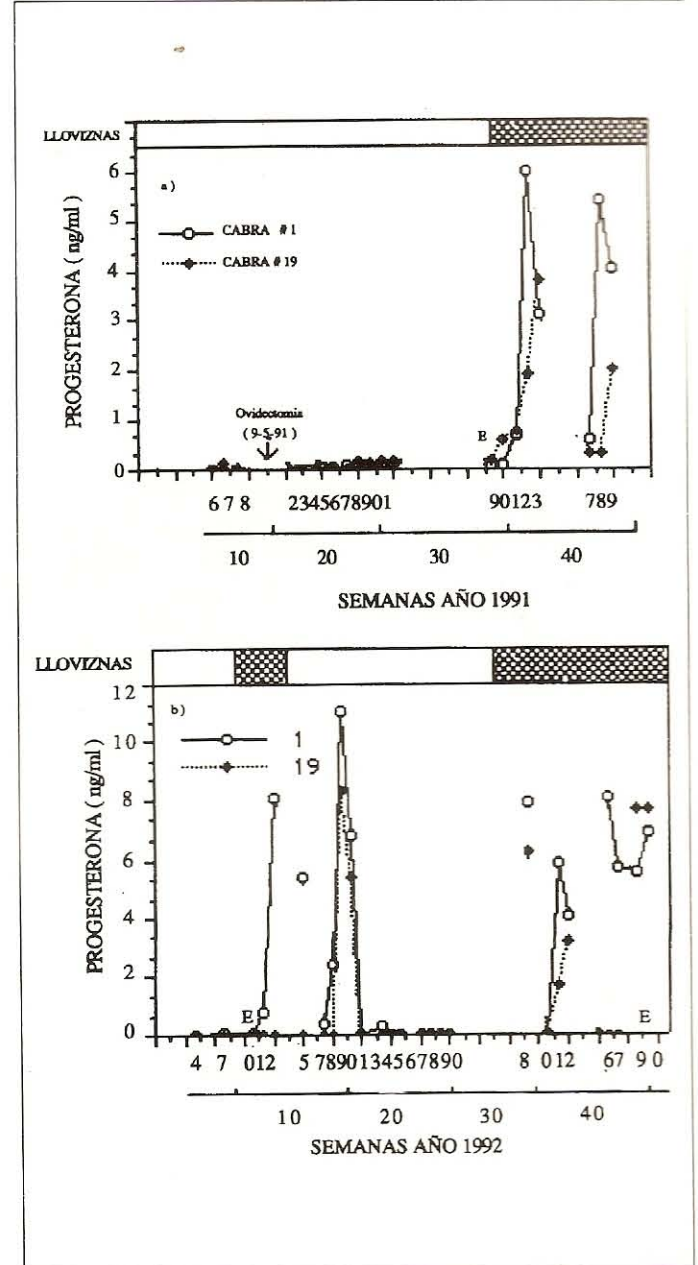 LLOVIZNAS
6
a )
5
CABRA # 1
CABRA # 19
4
3
2
1
Ovidectomia
( 9-5-91 )
E
0
PROGESTERONA ( ng/ml )
6 7 8 2345678901 90123 789
10 20 30 40
SEMANAS AÑO 1991
LLOVIZNAS
12
b )
1
10
19
8
6
4
2
E E
0
PROGESTERONA ( ng/ml )
4 7 012 5 7890134567890 8 012 67 9 0
10 20 30 40
SEMANAS AÑO 1992